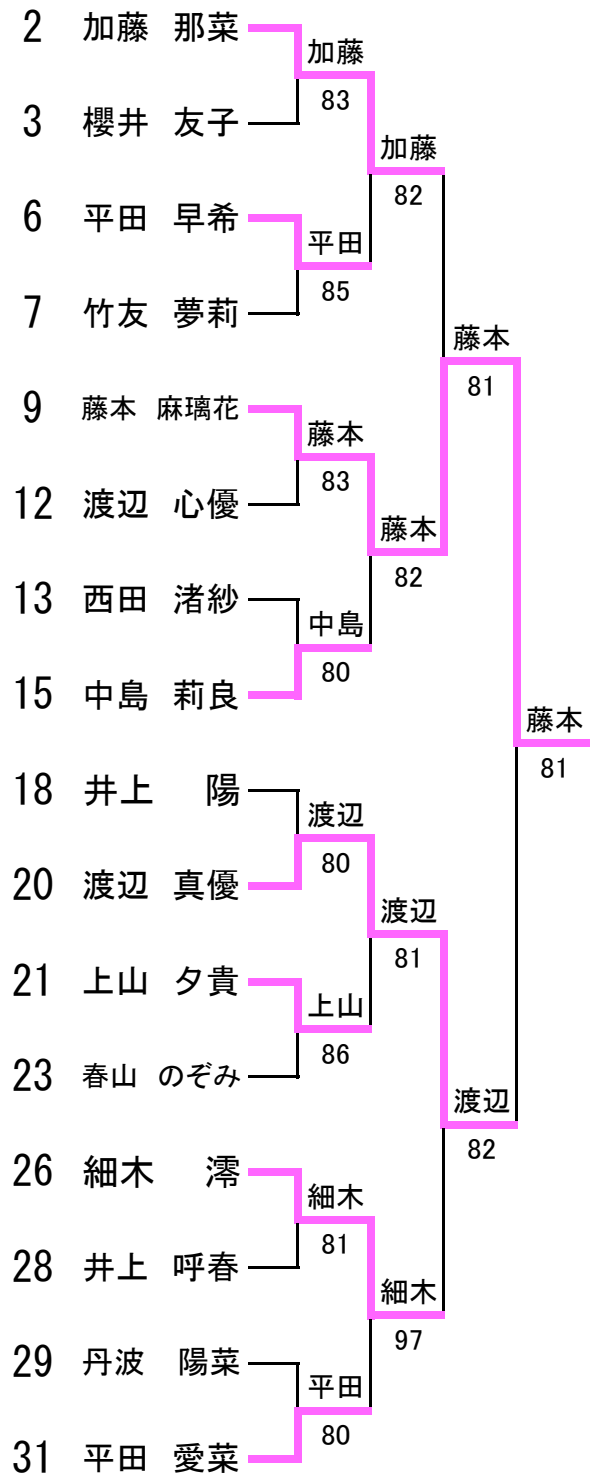 2 加藤 那菜
加藤
83
3 櫻井 友子
加藤
82
6 平田 早希
平田
85
7 竹友 夢莉
藤本
81
9 藤本 麻璃花
藤本
83
12 渡辺 心優
藤本
82
13 西田 渚紗
中島
80
15 中島 莉良
藤本
81
18 井上 陽
渡辺
80
20 渡辺 真優
渡辺
81
21 上山 夕貴
上山
86
23 春山 のぞみ
渡辺
82
26 細木 澪
細木
81
28 井上 呼春
細木
97
29 丹波 陽菜
平田
80
31 平田 愛菜